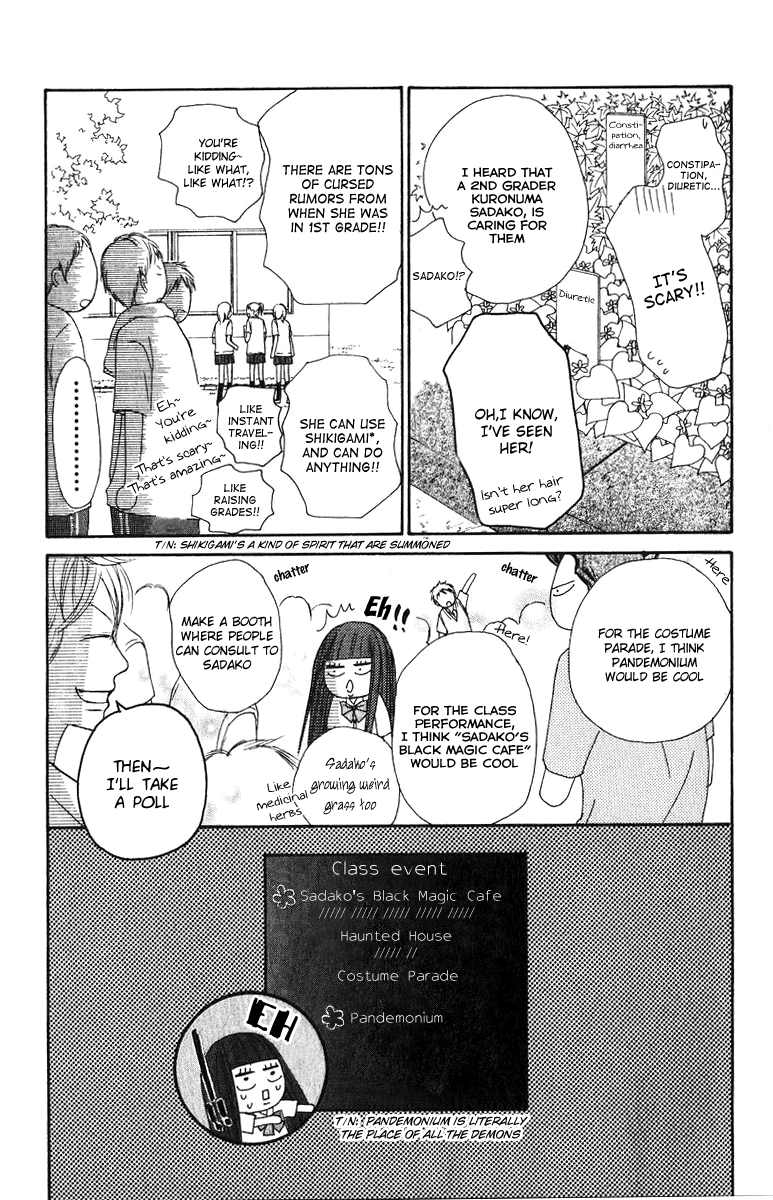 Consti-
pation,
diarrhea
CONSTIPA-
TION,
DIURETIC...
I HEARD THAT
A 2ND GRADER
KURONUMA
SADAKO, IS
CARING FOR
THEM
IT'S
SCARY!!
SADAKO!?
Diuretic
OH,I KNOW,
I'VE SEEN
HER!
Isn't her hair
super long?
THERE ARE TONS
OF CURSED
RUMORS FROM
WHEN SHE WAS
IN 1ST GRADE!!
YOU'RE
KIDDING~
LIKE WHAT,
LIKE WHAT!?
SHE CAN USE
SHIKIGAMI*,
AND CAN DO
ANYTHING!!
LIKE
INSTANT
TRAVEL-
ING!!
LIKE
RAISING
GRADES!!
Eh~
You're
kidding~
That's scary~
That's amazing~
.........
T/N: SHIKIGAMI'S A KIND OF SPIRIT THAT ARE SUMMONED
Here
FOR THE COSTUME
PARADE, I THINK
PANDEMONIUM
WOULD BE COOL
chatter
Here!
FOR THE CLASS
PERFORMANCE,
I THINK "SADAKO'S
BLACK MAGIC CAFE"
WOULD BE COOL
Eh!!
chatter
MAKE A BOOTH
WHERE PEOPLE
CAN CONSULT TO
SADAKO
Sadako's
growing weird
grass too
Like
medicinal
herbs
THEN~
I'LL TAKE
A POLL
Class event
Sadako's Black Magic Cafe
///// ///// ///// ///// /////
Haunted House
///// //
Costume Parade
Pandemonium
EH
T/N: PANDEMONIUM IS LITERALLY
THE PLACE OF ALL THE DEMONS